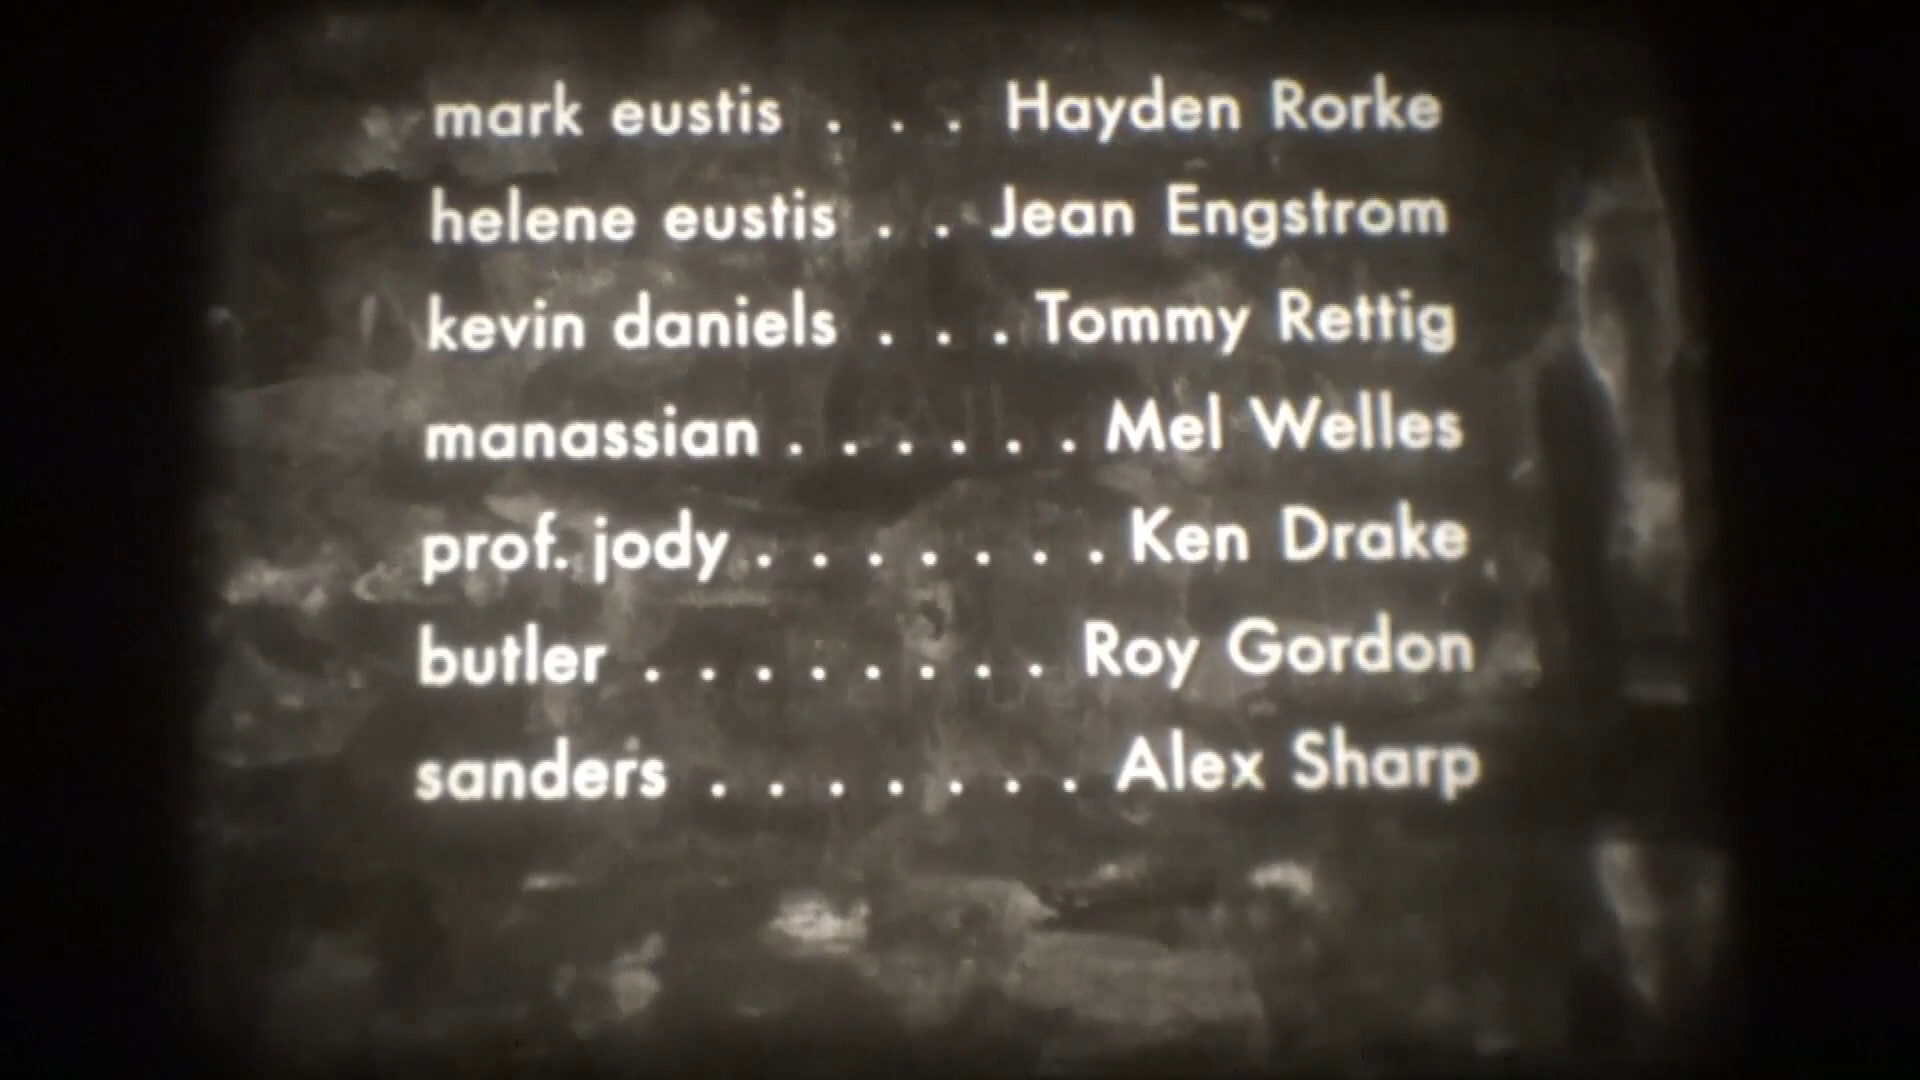 mark eustis . . . Hayden Rorke
helene eustis . . Jean Engstrom
kevin daniels . . . Tommy Rettig
manassian . . . . . . Mel Welles
prof. jody . . . . . . . Ken Drake
butler . . . . . . . . Roy Gordon
sanders . . . . . . . Alex Sharp